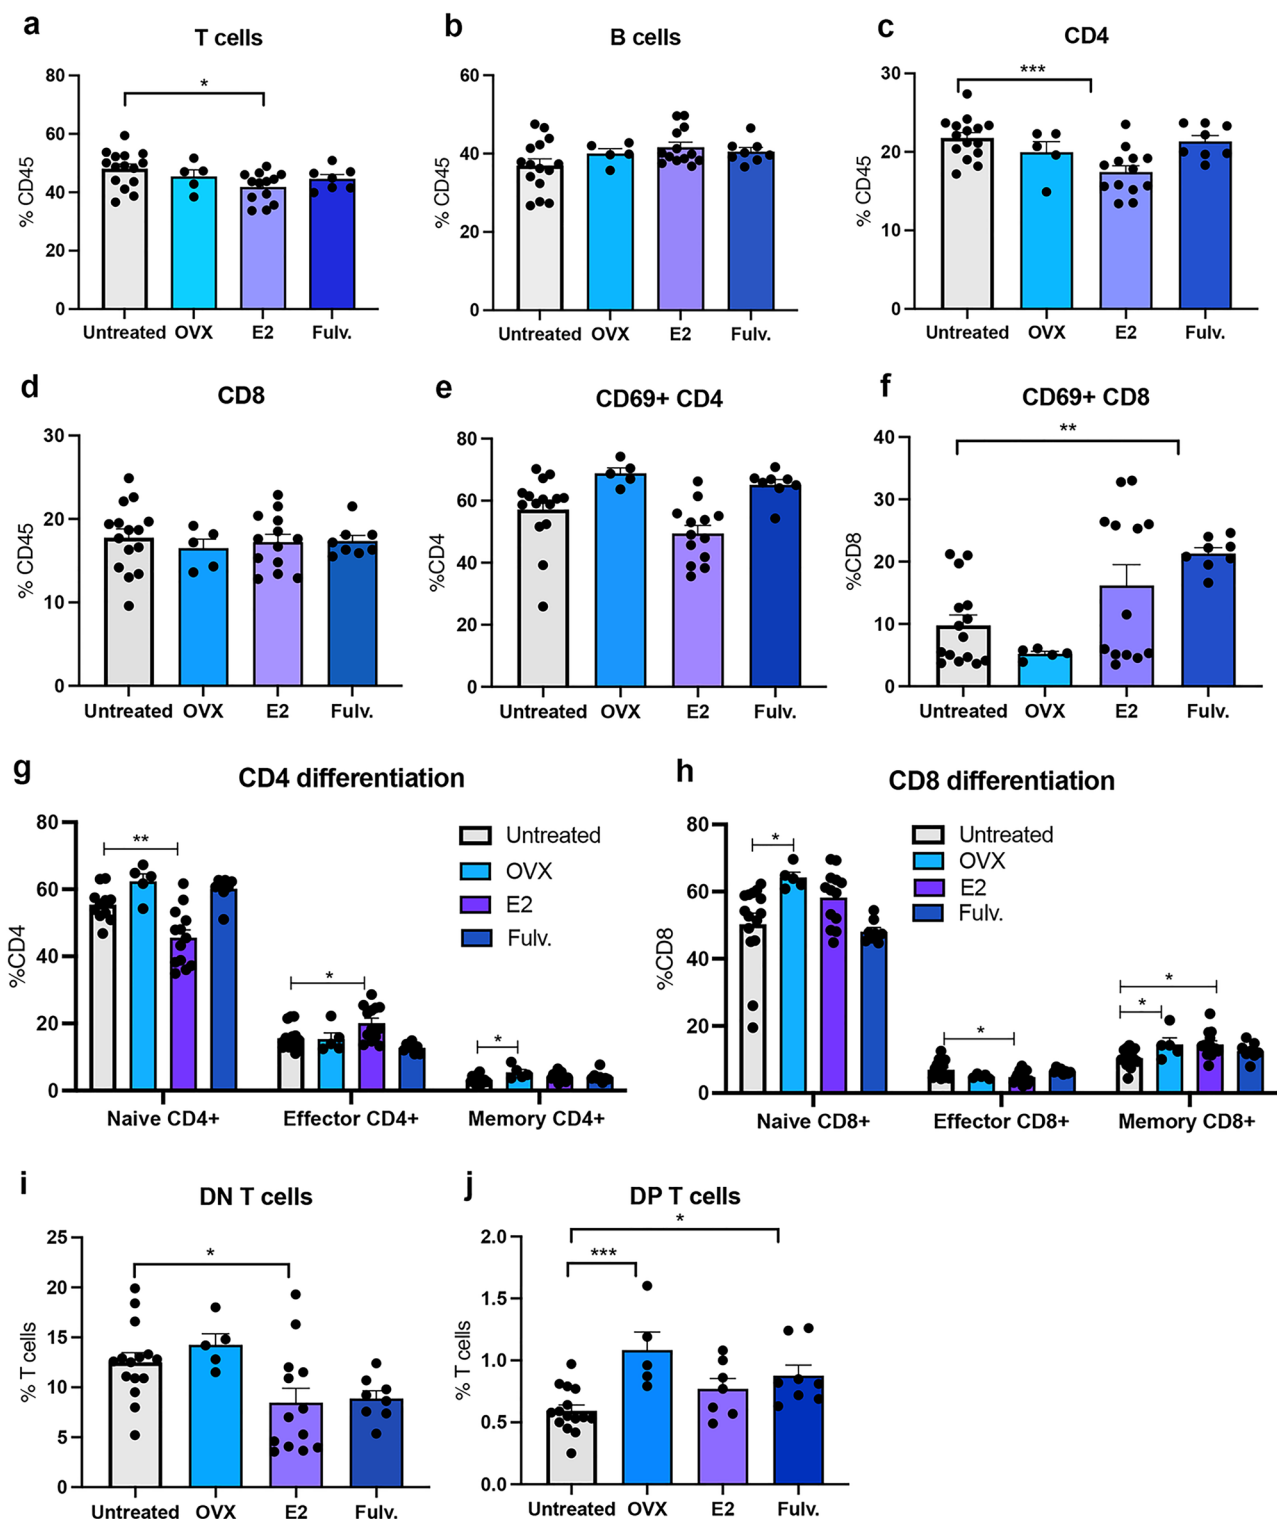 a
T cells
*
% CD45
80
60
40
20
0
Untreated OVX E2 Fulv.
b
B cells
% CD45
60
40
20
0
Untreated OVX E2 Fulv.
c
CD4
***
% CD45
30
20
10
0
Untreated OVX E2 Fulv.
d
CD8
% CD45
30
20
10
0
Untreated OVX E2 Fulv.
e
CD69+ CD4
%CD4
80
60
40
20
0
Untreated OVX E2 Fulv.
f
CD69+ CD8
**
%CD8
40
30
20
10
0
Untreated OVX E2 Fulv.
g
CD4 differentiation
Untreated
OVX
E2
Fulv.
**
*
*
%CD4
80
60
40
20
0
Naive CD4+ Effector CD4+ Memory CD4+
h
CD8 differentiation
Untreated
OVX
E2
Fulv.
*
*
*
*
%CD8
80
60
40
20
0
Naive CD8+ Effector CD8+ Memory CD8+
i
DN T cells
*
% T cells
25
20
15
10
5
0
Untreated OVX E2 Fulv.
j
DP T cells
*
***
% T cells
2.0
1.5
1.0
0.5
0.0
Untreated OVX E2 Fulv.